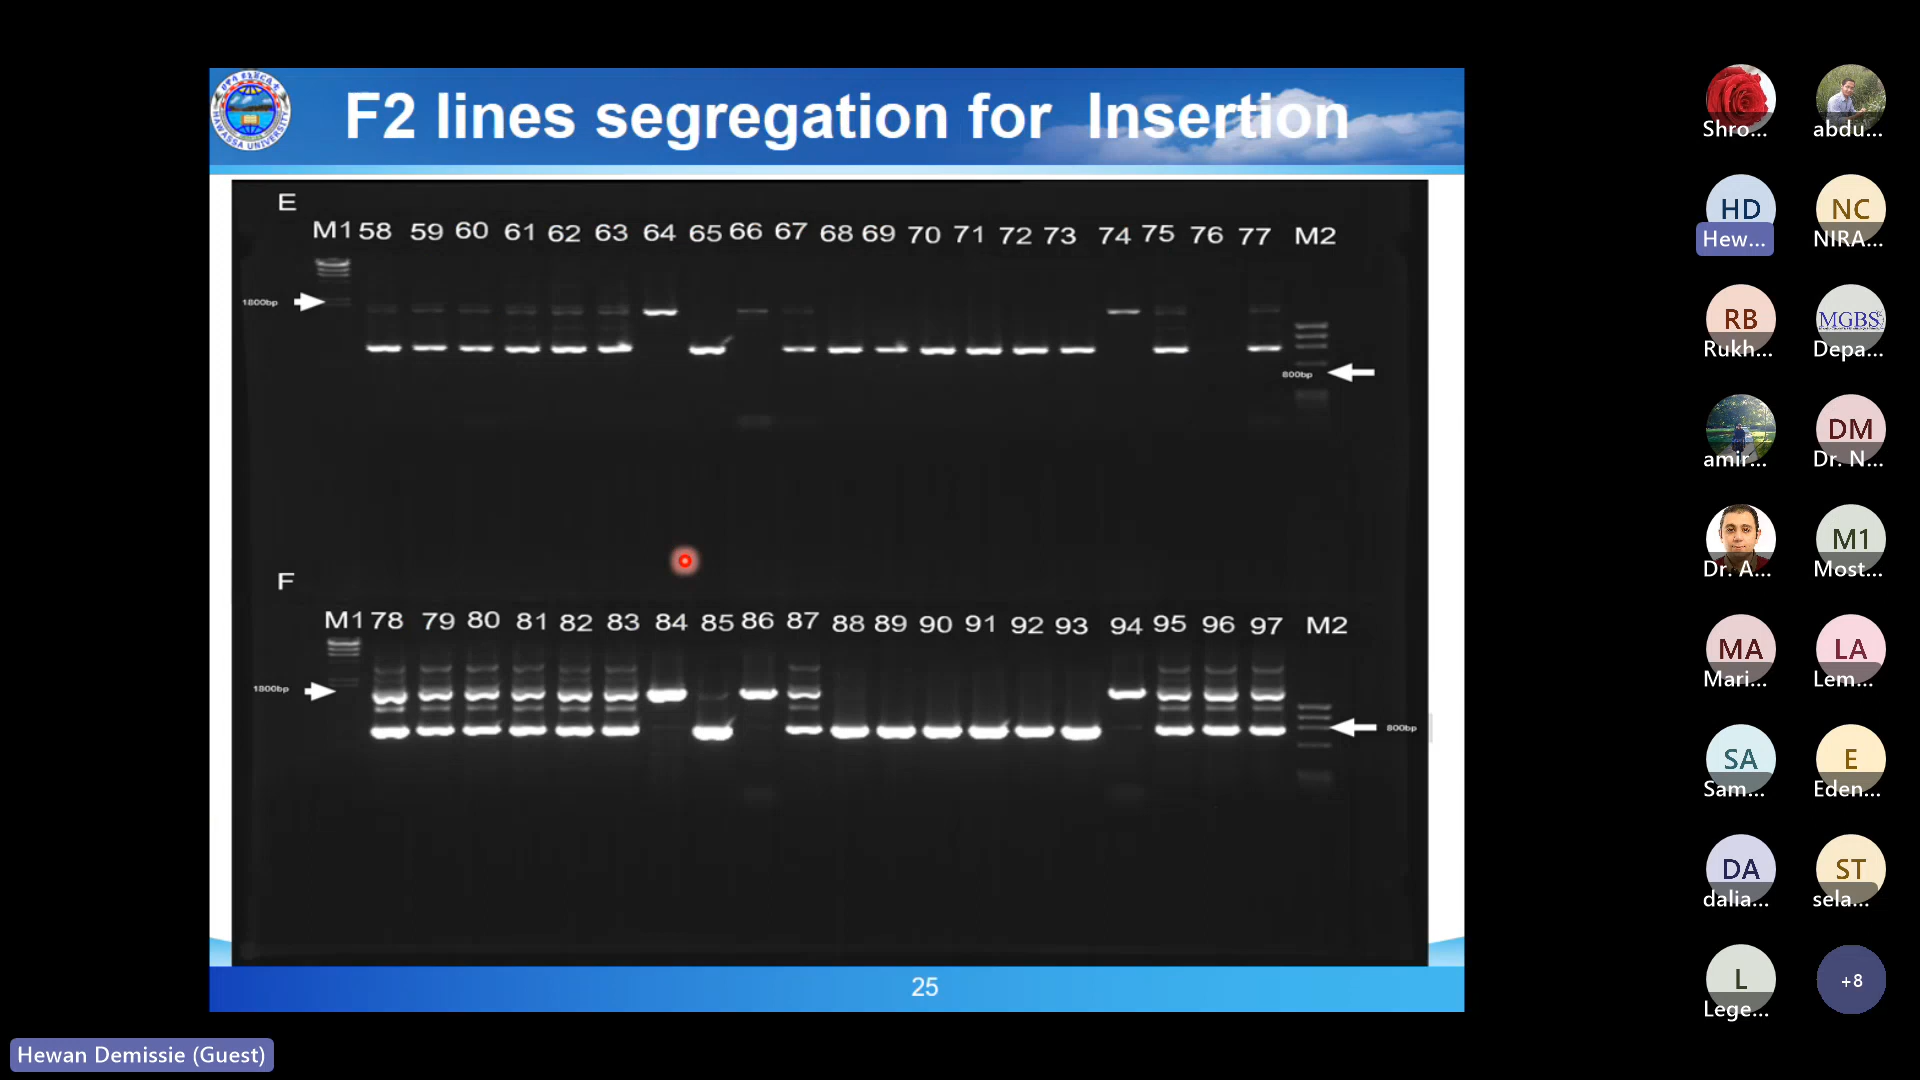 F2 lines segregation for Insertion
HAWASSA UNIVERSITY
E
M1 58 59 60 61 62 63 64 65 66 67 68 69 70 71 72 73 74 75 76 77 M2
1800bp
800bp
F
M1 78 79 80 81 82 83 84 85 86 87 88 89 90 91 92 93 94 95 96 97 M2
1800bp
800bp
25
Hewan Demissie (Guest)
Shro...
abdu...
HD
Hew...
NC
NIRA...
RB
Rukh...
MGBS
Depa...
amir...
DM
Dr. N...
Dr. A...
M1
Most...
MA
Mari...
LA
Lem...
SA
Sam...
E
Eden...
DA
dalia...
ST
sela...
L
Lege...
+8